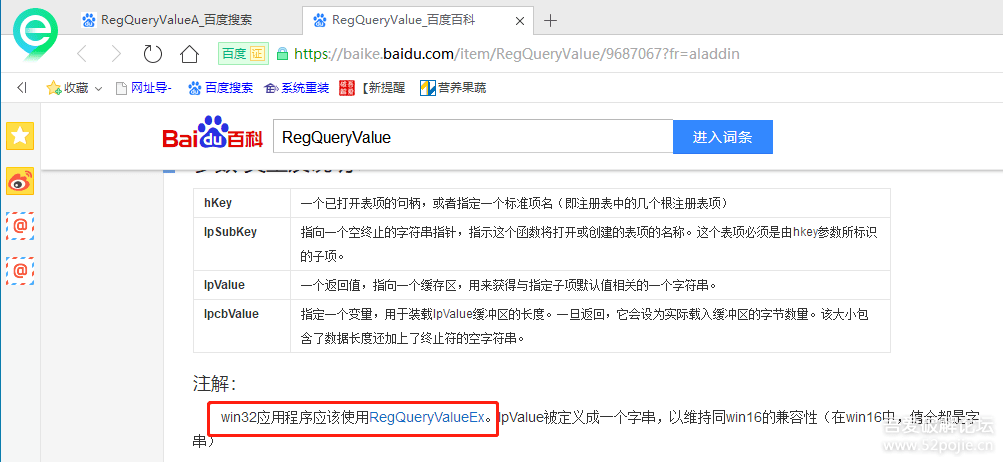 RegQueryValueA_百度搜索
RegQueryValue_百度百科
百度 证
https://baike.baidu.com/item/RegQueryValue/9687067?fr=aladdin
收藏 网址导- 百度搜索 系统重装 【新提醒 营养果蔬
Bai du 百科
RegQueryValue
进入词条
hKey 一个已打开表项的句柄，或者指定一个标准项名（即注册表中的几个根注册表项）
lpSubKey 指向一个空终止的字符串指针，指示这个函数将打开或创建的表项的名称。这个表项必须是由hkey参数所标识
的子项。
lpValue 一个返回值，指向一个缓存区，用来获得与指定子项默认值相关的一个字符串。
lpcbValue 指定一个变量，用于装载lpValue缓冲区的长度。一旦返回，它会设为实际载入缓冲区的字节数量。该大小包
含了数据长度还加上了终止符的空字符串。
注解：
win32应用程序应该使用RegQueryValueEx。lpValue被定义成一个字串，以维持同win16的兼容性（在win16中，值全都是字
串）
吾爱破解论坛
www.52pojie.cn